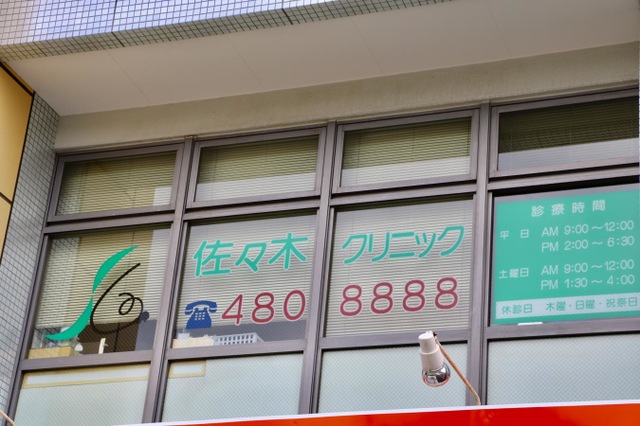 佐々木 クリニック
480 8888
診療時間
平日 AM 9:00〜12:00
PM 2:00〜6:30
土曜日 AM 9:00〜12:00
PM 1:30〜4:00
休診日 木曜・日曜・祝祭日